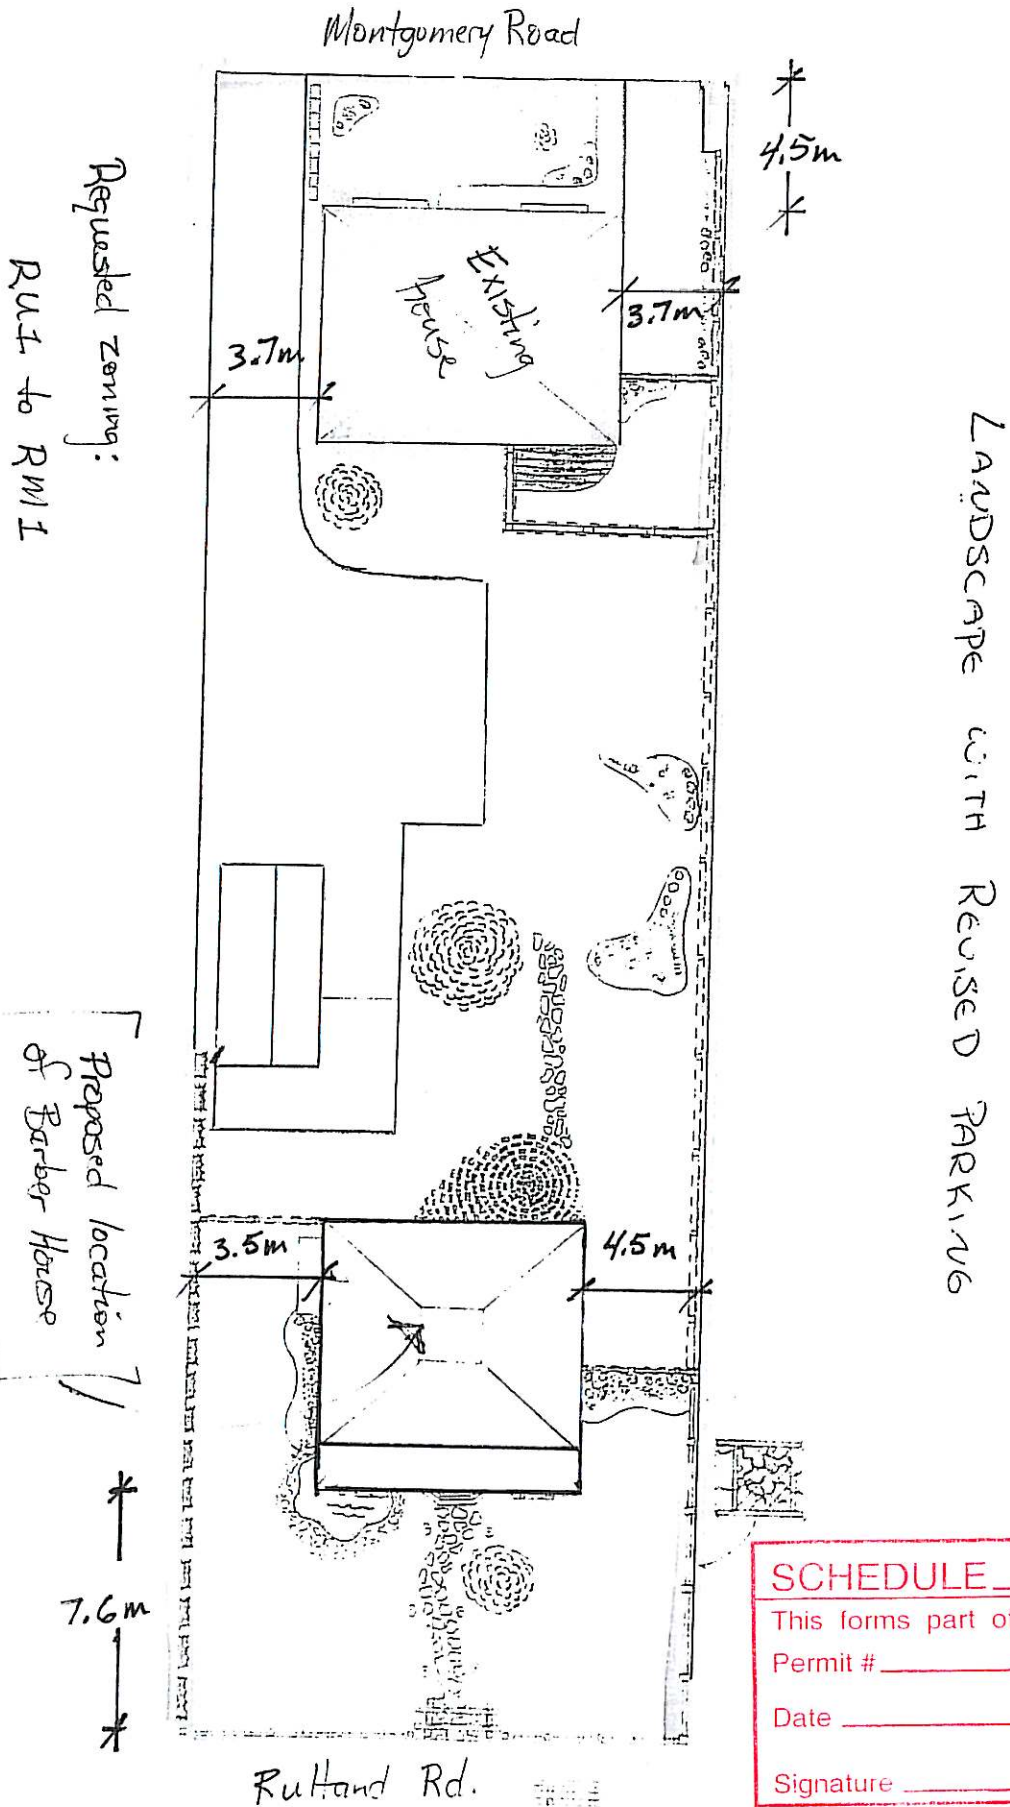 Montgomery Road
4.5m
Existing
house
3.7m
3.7m
Requested zoning:
RU1 to RM1
LANDSCAPE WITH REVISED PARKING
Proposed location
of Barber House
3.5m
4.5m
7.6m
Rutland Rd.
SCHEDULE
This forms part of
Permit #
Date
Signature